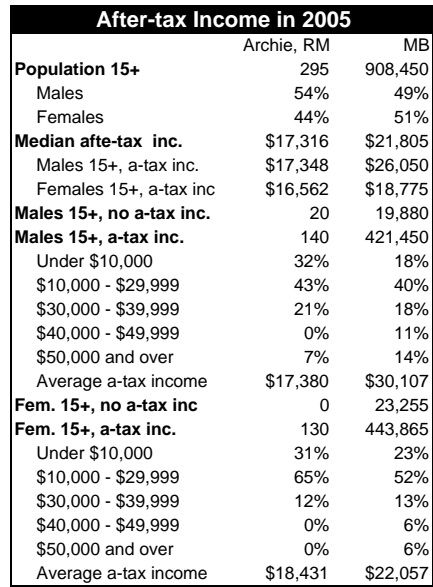 After-tax Income in 2005
Archie, RM MB
Population 15+ 295 908,450
Males 54% 49%
Females 44% 51%
Median afte-tax inc. $17,316 $21,805
Males 15+, a-tax inc. $17,348 $26,050
Females 15+, a-tax inc $16,562 $18,775
Males 15+, no a-tax inc. 20 19,880
Males 15+, a-tax inc. 140 421,450
Under $10,000 32% 18%
$10,000 - $29,999 43% 40%
$30,000 - $39,999 21% 18%
$40,000 - $49,999 0% 11%
$50,000 and over 7% 14%
Average a-tax income $17,380 $30,107
Fem. 15+, no a-tax inc 0 23,255
Fem. 15+, a-tax inc. 130 443,865
Under $10,000 31% 23%
$10,000 - $29,999 65% 52%
$30,000 - $39,999 12% 13%
$40,000 - $49,999 0% 6%
$50,000 and over 0% 6%
Average a-tax income $18,431 $22,057